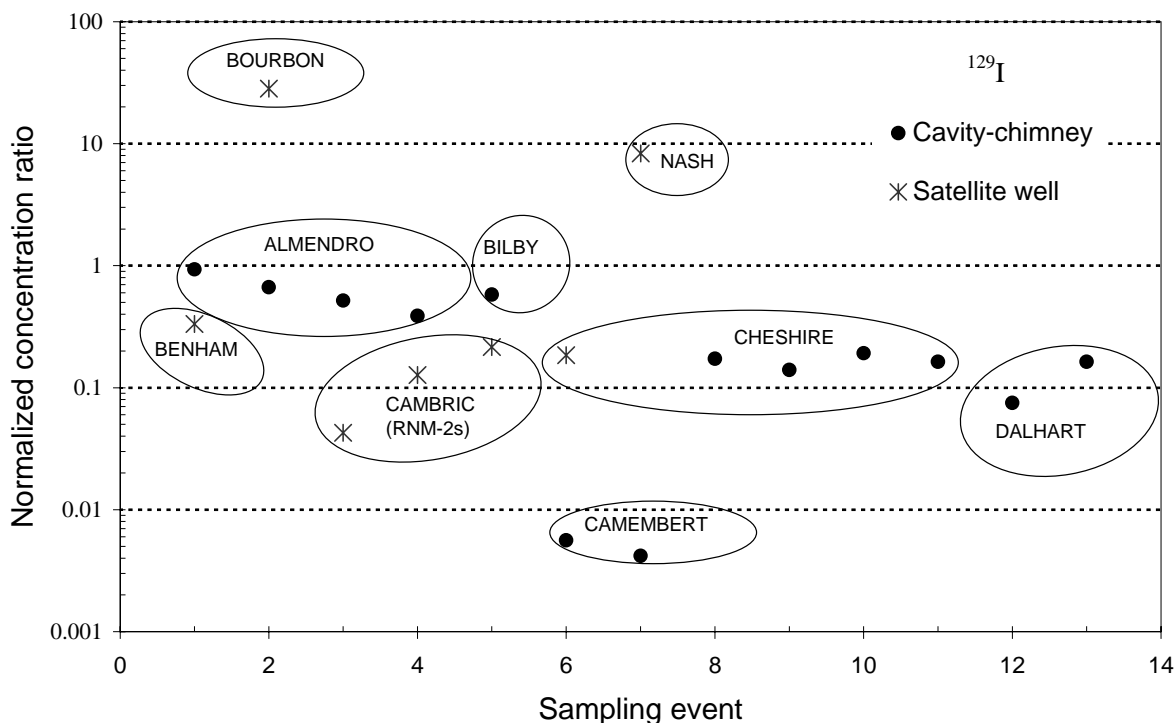 100
10
1
0.1
0.01
0.001
Normalized concentration ratio
0
2
4
6
8
10
12
14
Sampling event
129I
Cavity-chimney
Satellite well
BOURBON
NASH
ALMENDRO
BILBY
BENHAM
CAMBRIC
(RNM-2s)
CHESHIRE
DALHART
CAMEMBERT